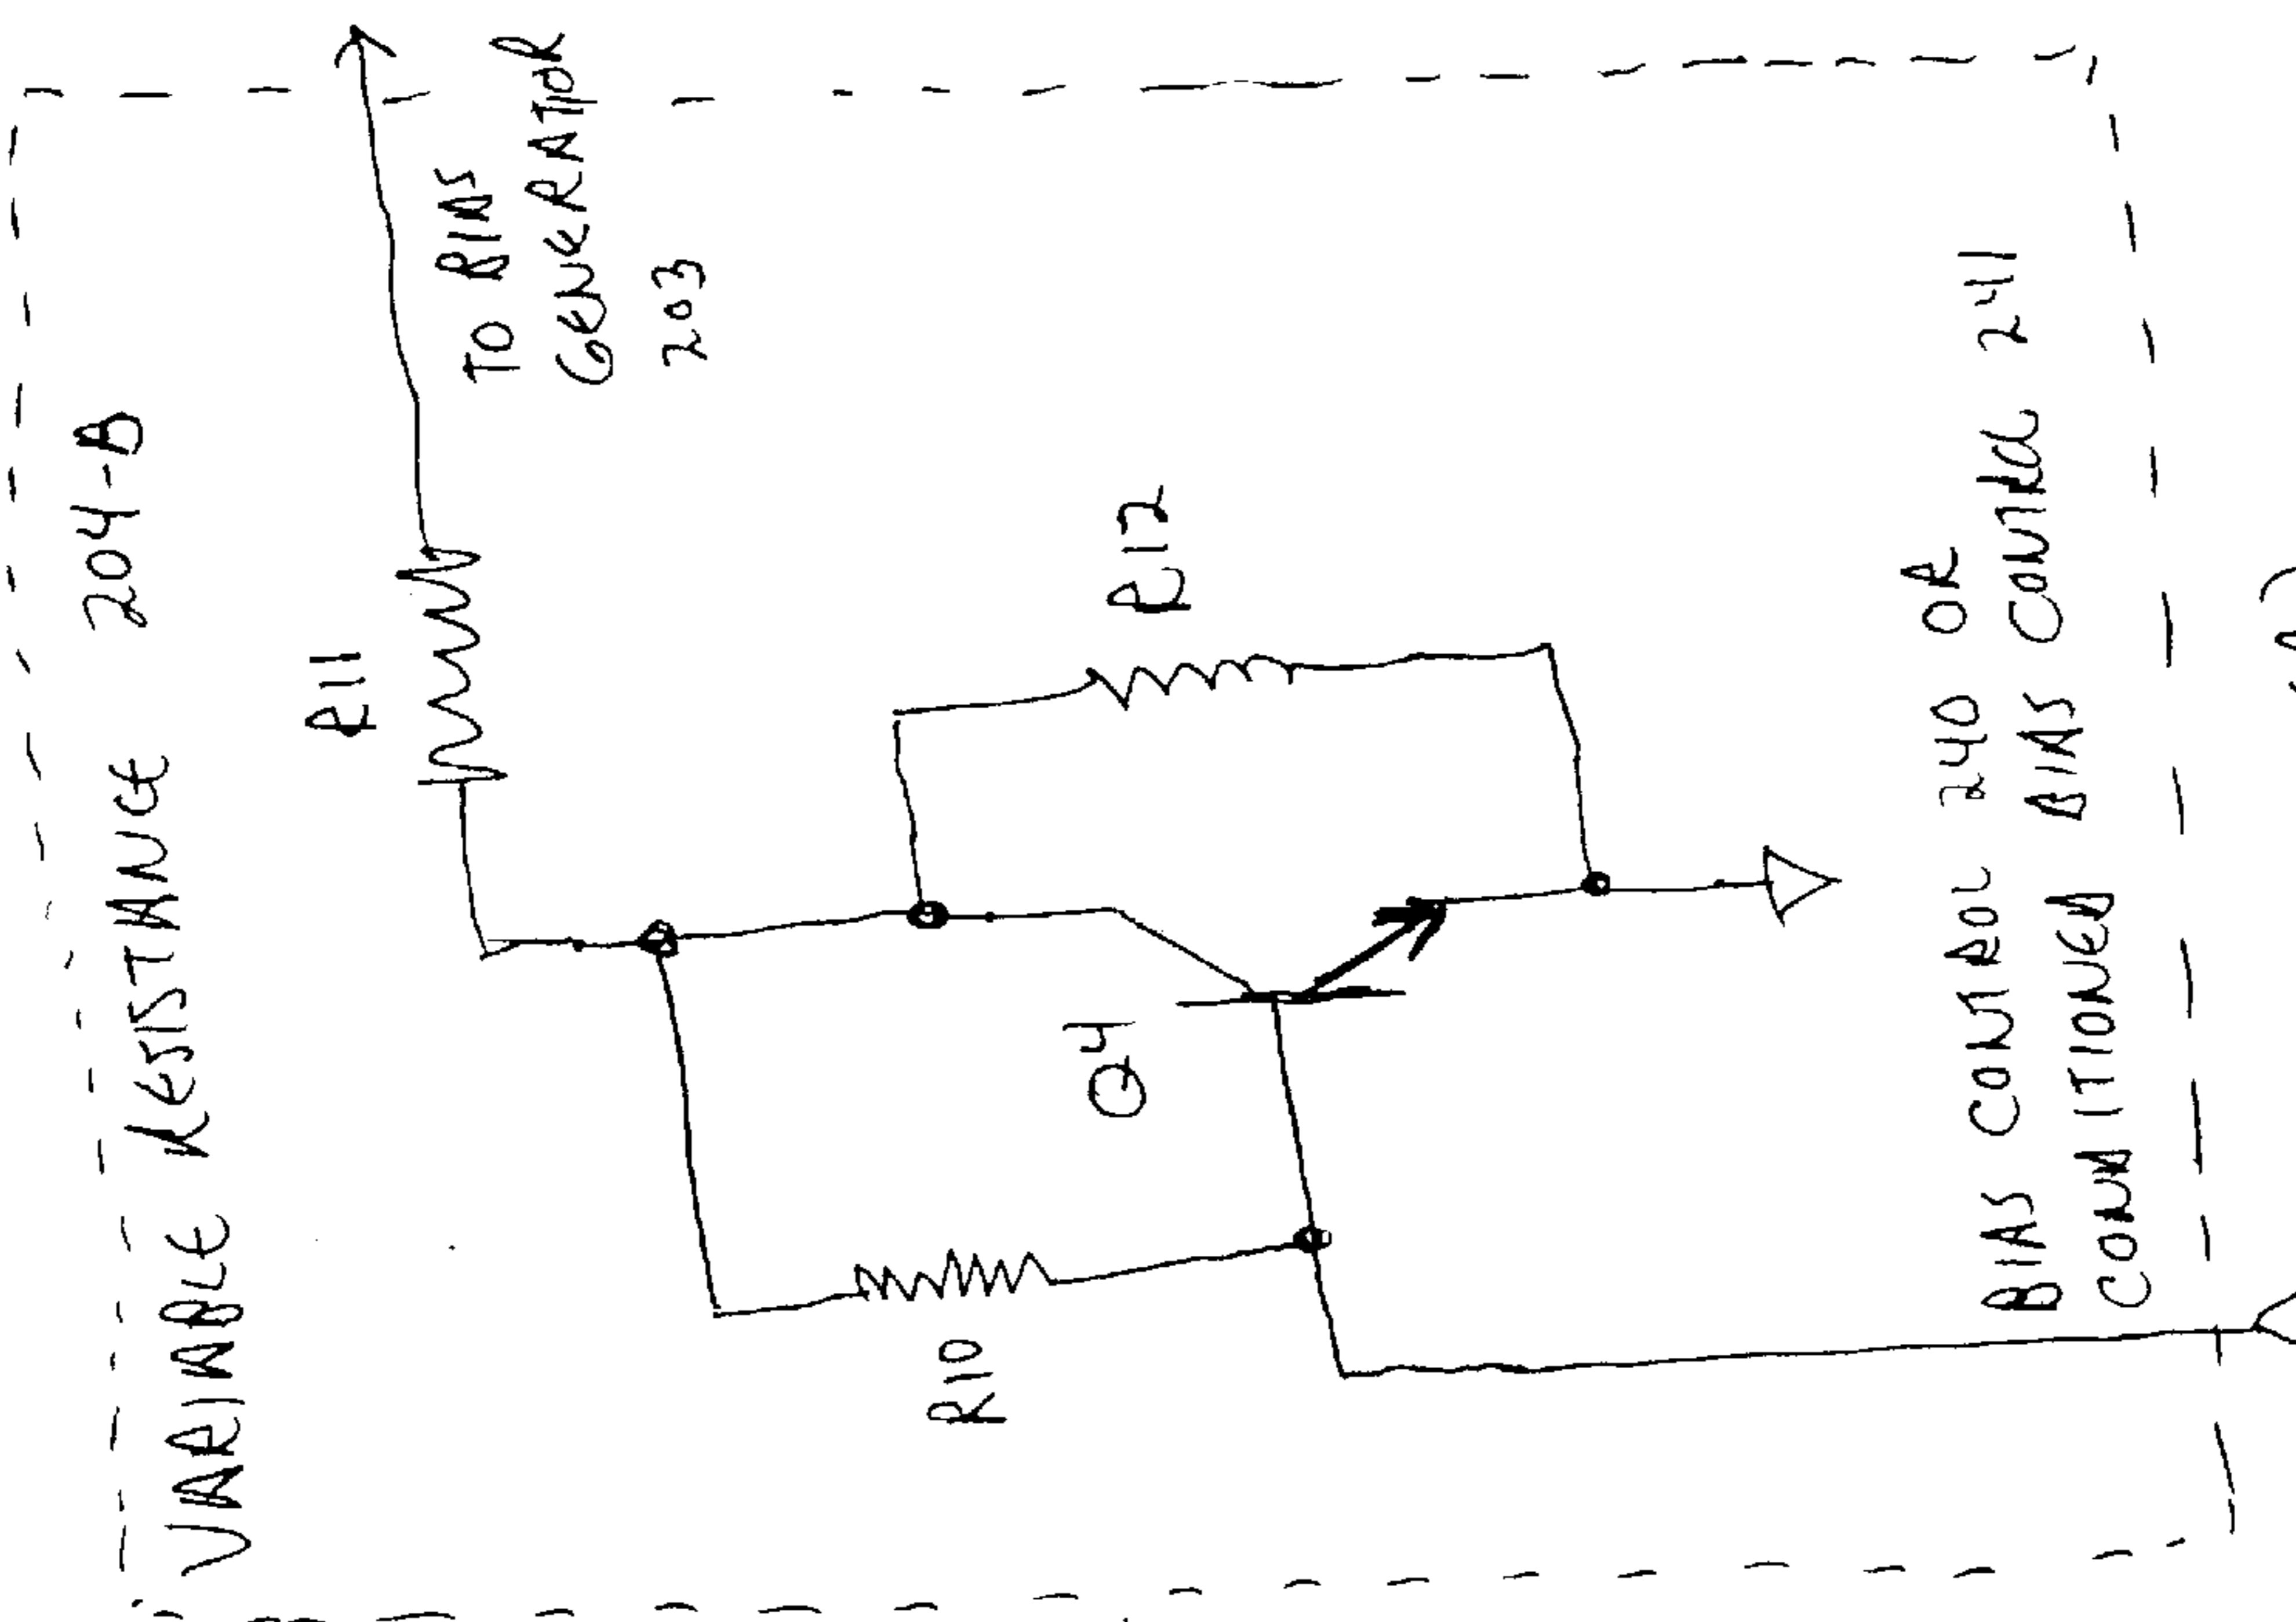 VARIABLE RESISTANCE 204-B
R11
TO BIAS
GENERATOR
203
R12
Q4
R10
BIAS CONTROL 240 OR
CONDITIONED BIAS CONTROL 241